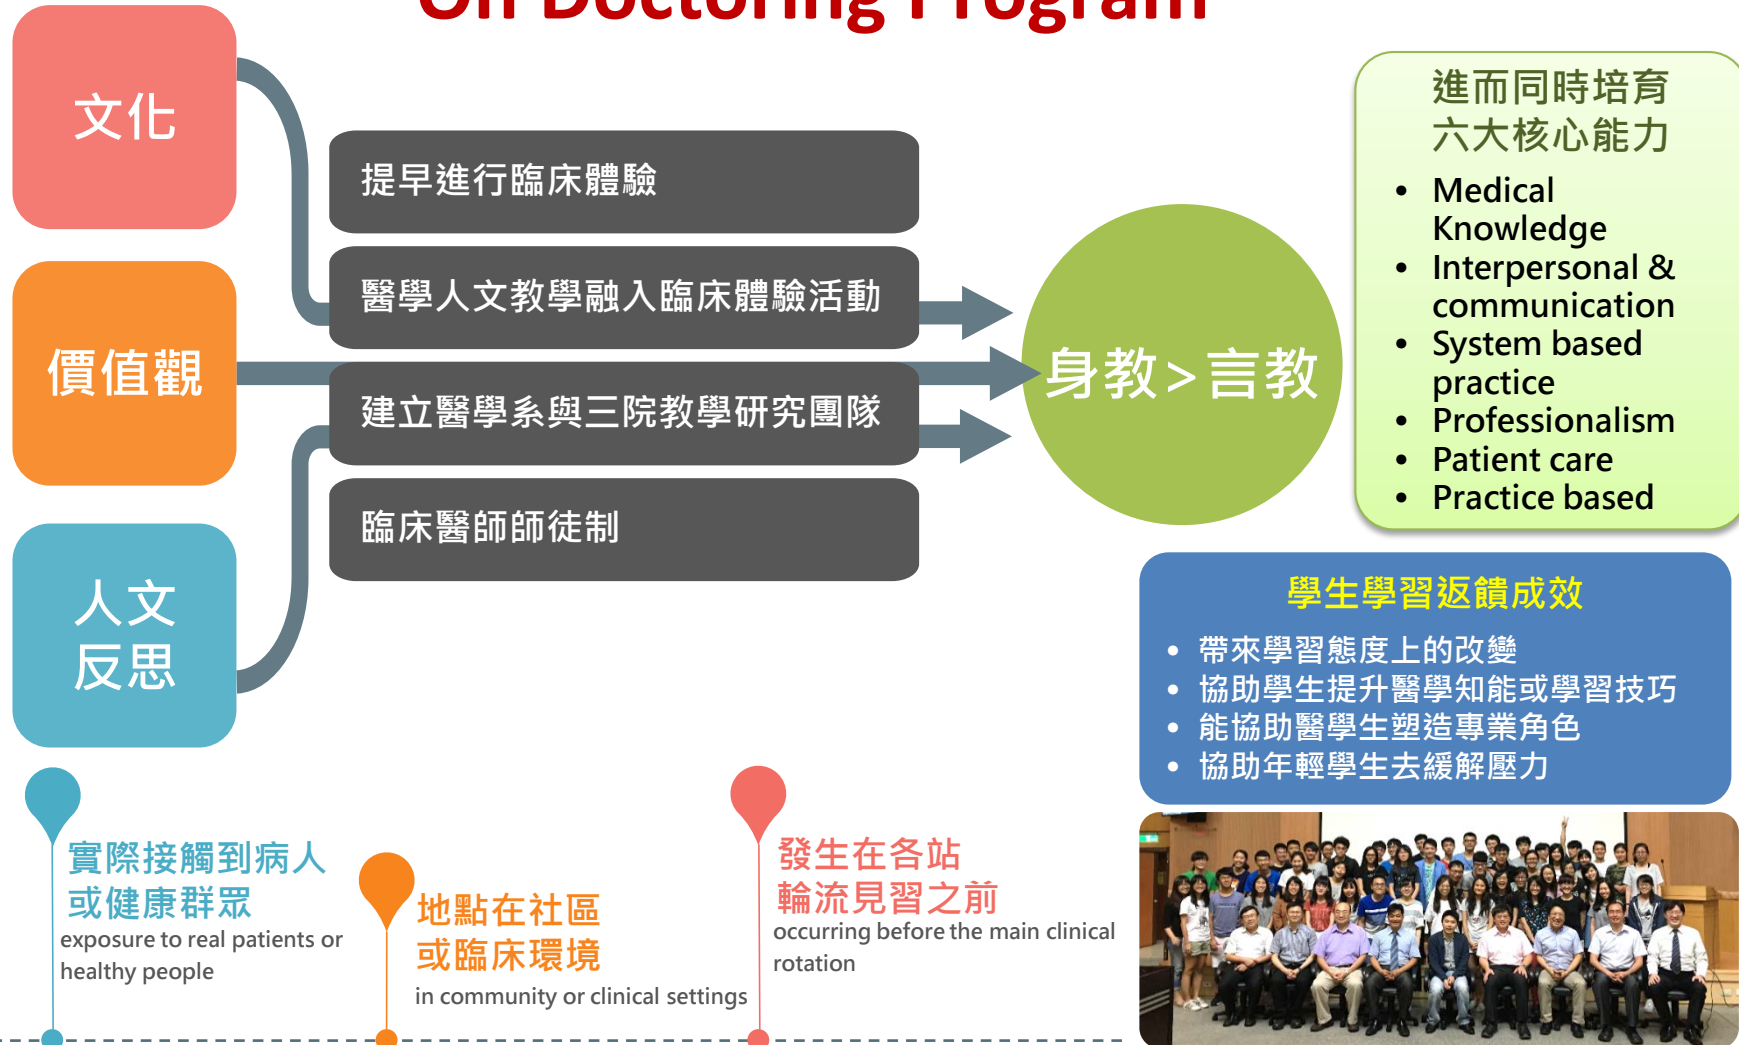 On Doctoring Program
文化
價值觀
人文
反思
提早進行臨床體驗
醫學人文教學融入臨床體驗活動
建立醫學系與三院教學研究團隊
臨床醫師師徒制
身教>言教
進而同時培育
六大核心能力
• Medical
Knowledge
• Interpersonal &
communication
• System based
practice
• Professionalism
• Patient care
• Practice based
學生學習返饋成效
• 帶來學習態度上的改變
• 協助學生提升醫學知能或學習技巧
• 能協助醫學生塑造專業角色
• 協助年輕學生去緩解壓力
實際接觸到病人
或健康群眾
exposure to real patients or
healthy people
地點在社區
或臨床環境
in community or clinical settings
發生在各站
輪流見習之前
occurring before the main clinical
rotation